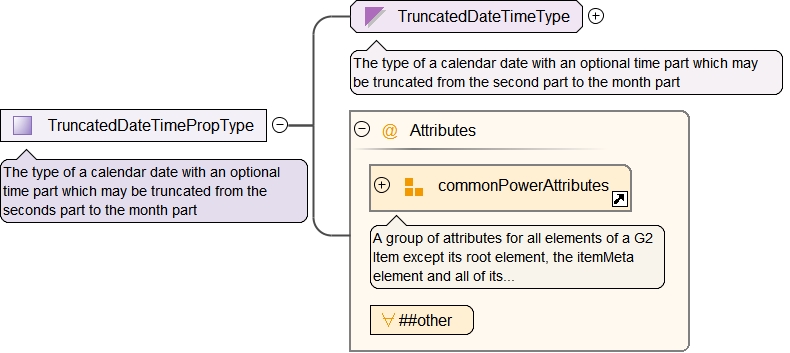 TruncatedDateTimeType
The type of a calendar date with an optional time part which may
be truncated from the second part to the month part
TruncatedDateTimePropType
The type of a calendar date with an optional
time part which may be truncated from the
seconds part to the month part
@ Attributes
commonPowerAttributes
A group of attributes for all elements of a G2
Item except its root element, the itemMeta
element and all of its...
##other